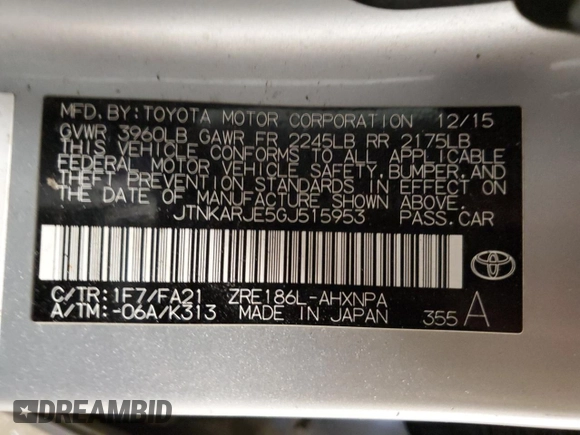 MFD. BY: TOYOTA MOTOR CORPORATION 12/15
GVWR 3960LB GAWR FR 2245LB RR 2175LB
THIS VEHICLE CONFORMS TO ALL APPLICABLE
FEDERAL MOTOR VEHICLE SAFETY, BUMPER, AND
THEFT PREVENTION STANDARDS IN EFFECT ON
THE DATE OF MANUFACTURE SHOWN ABOVE.
JTNKARJE5GJ515953 PASS.CAR
C/TR: 1F7/FA21 ZRE186L-AHXNPA
A/TM: -06A/K313 MADE IN JAPAN 355 A
DREAMBID